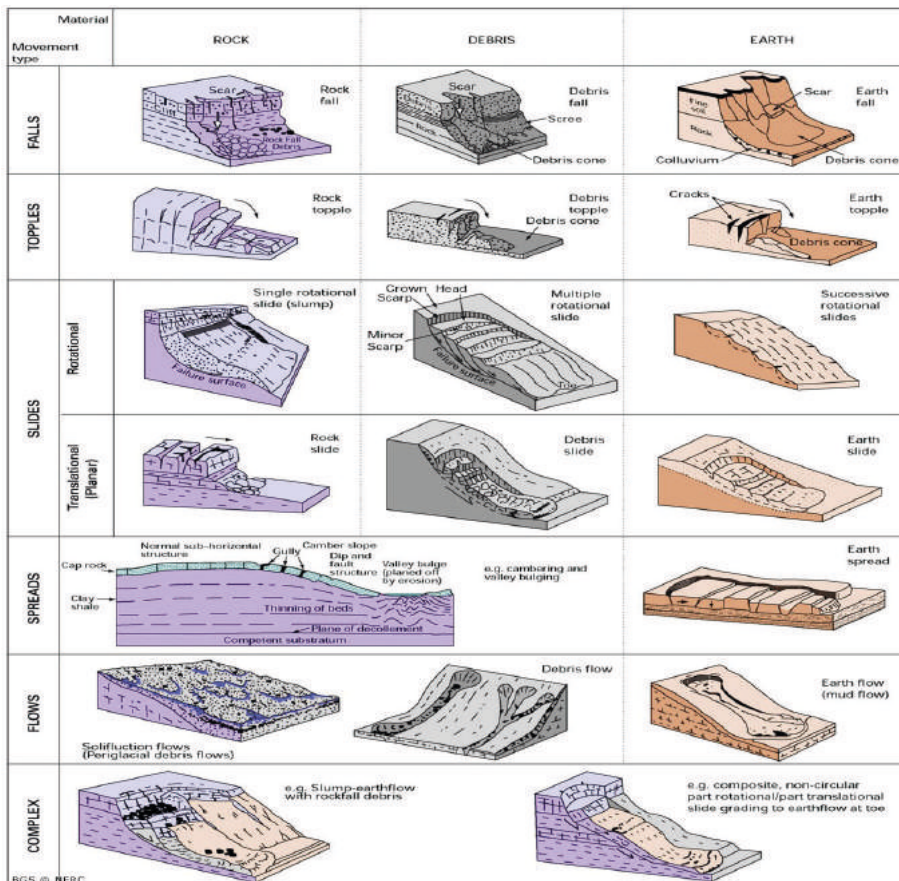 Material
Movement
type
ROCK
DEBRIS
EARTH
FALLS
Scar
Rock
fall
Rock Fall
Debris
Scar
Debris
fall
Scree
Rock
Debris cone
Fine
soil
Rock
Colluvium
Scar
Earth
fall
Debris cone
TOPPLES
Rock
topple
Debris
topple
Debris cone
Cracks
Earth
topple
Debris cone
SLIDES
Rotational
Single rotational
slide (slump)
Failure surface
Crown
Head
Scarp
Minor
Scarp
Failure surface
Toe
Multiple
rotational
slide
Successive
rotational
slides
Translational
(Planar)
Rock
slide
Debris
slide
Earth
slide
SPREADS
Normal sub-horizontal
structure
Cap rock
Clay
shale
Gully
Camber slope
Dip and
fault
structure
Valley bulge
(planed off
by erosion)
Thinning of beds
Plane of decollement
Competent substratum
e.g. cambering and
valley bulging
Earth
spread
FLOWS
Solifluction flows
(Periglacial debris flows)
Debris flow
Earth flow
(mud flow)
COMPLEX
e.g. Slump-earthflow
with rockfall debris
e.g. composite, non-circular
part rotational/part translational
slide grading to earthflow at toe
BGS © NERC